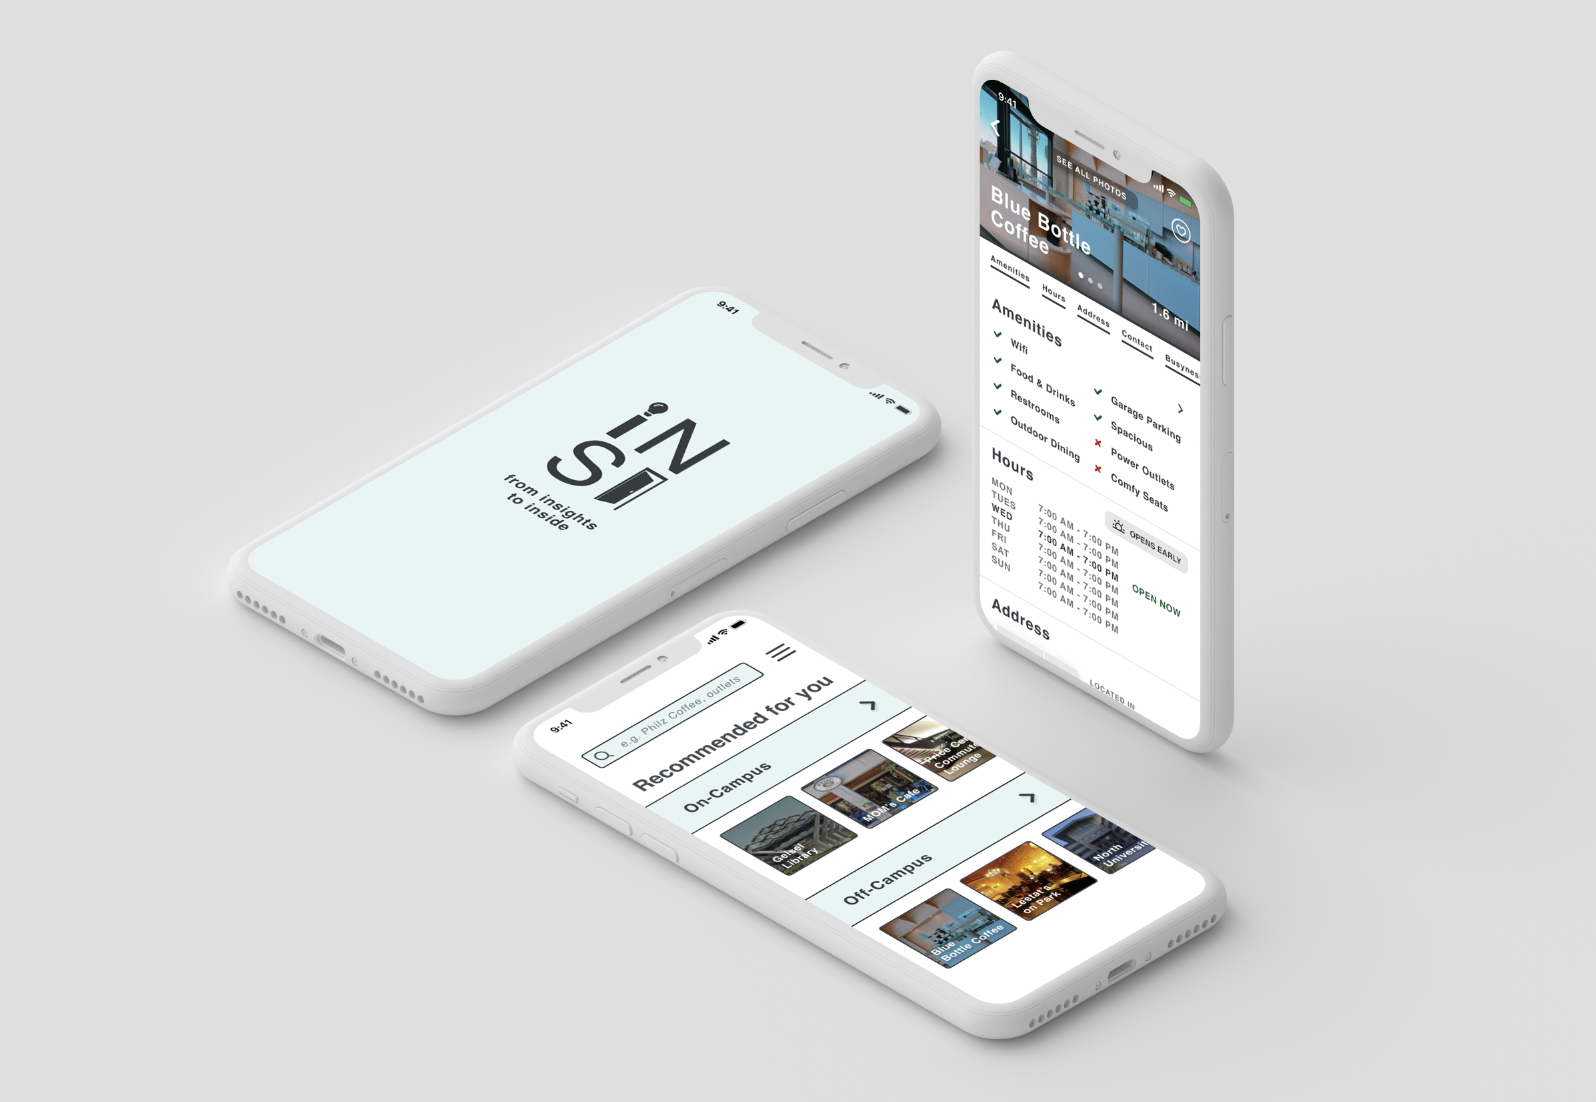 9:41
iN
S
from insights
to inside
9:41
SEE ALL PHOTOS
Blue Bottle
Coffee
1.6 mi
Amenities
Hours
Address
Contact
Busynes
Amenities
Wifi
Food & Drinks
Restrooms
Outdoor Dining
Garage Parking
Spacious
Power Outlets
Comfy Seats
Hours
OPENS EARLY
MON 7:00 AM - 7:00 PM
TUES 7:00 AM - 7:00 PM
WED 7:00 AM - 7:00 PM
THU 7:00 AM - 7:00 PM
FRI 7:00 AM - 7:00 PM
SAT 7:00 AM - 7:00 PM
SUN 7:00 AM - 7:00 PM
OPEN NOW
Address
LOCATED IN
9:41
e.g. Philz Coffee, outlets
Recommended for you
On-Campus
Geisel
Library
MOM's Cafe
Price Ce
Commut
Lounge
Off-Campus
Blue
Bottle Coffee
Lestat's
on Park
North
Universit